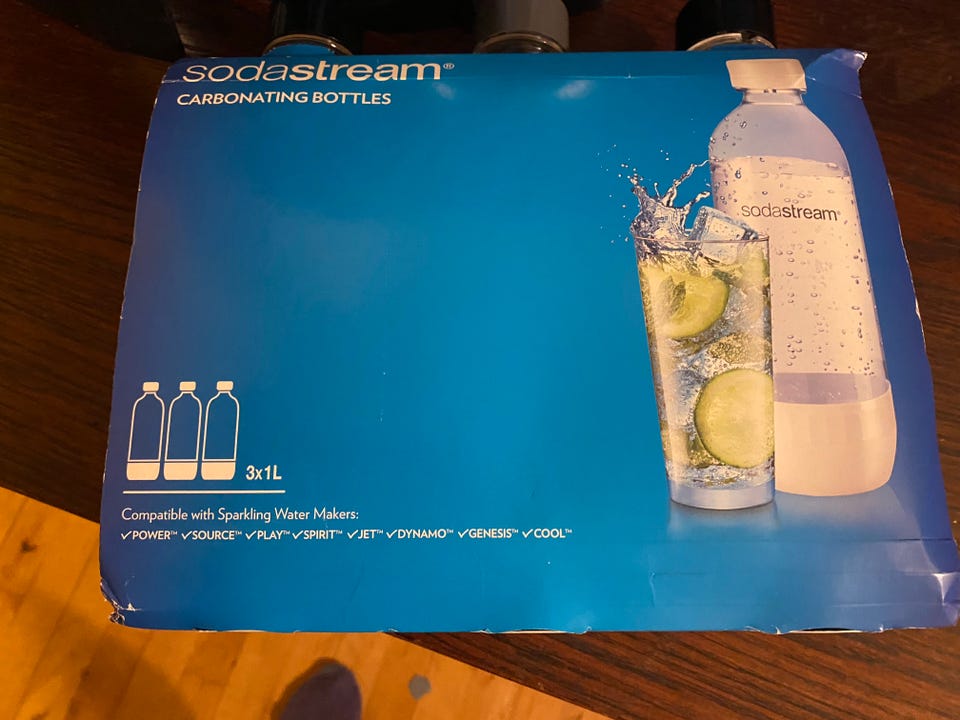 sodastream®
CARBONATING BOTTLES
sodastream®
3x1L
Compatible with Sparkling Water Makers:
✓POWER™ ✓SOURCE™ ✓PLAY™ ✓SPIRIT™ ✓JET™ ✓DYNAMO™ ✓GENESIS™ ✓COOL™